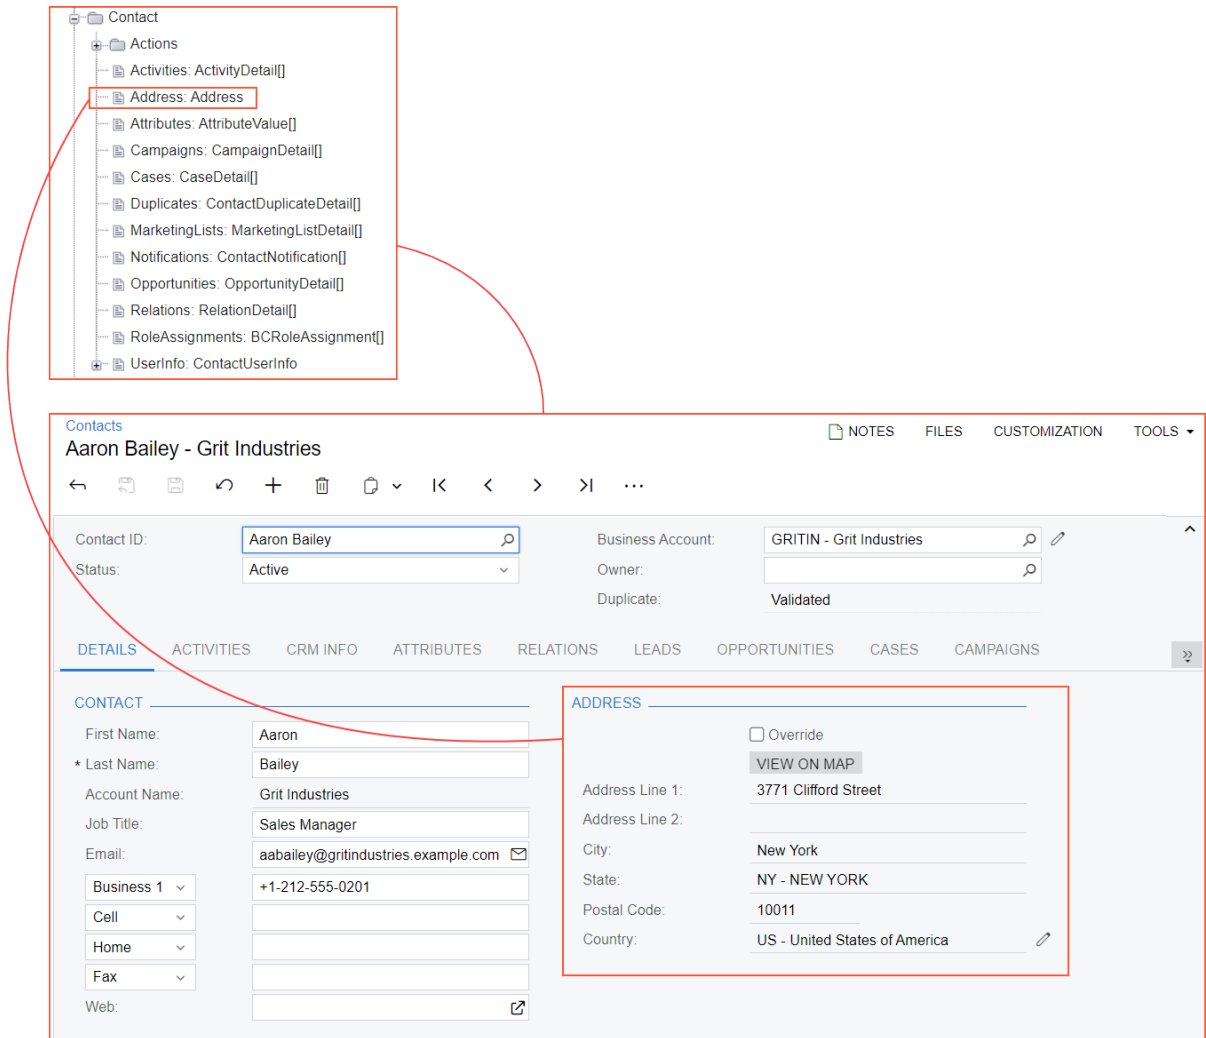 Contact
Actions
Activities: ActivityDetail[]
Address: Address
Attributes: AttributeValue[]
Campaigns: CampaignDetail[]
Cases: CaseDetail[]
Duplicates: ContactDuplicateDetail[]
MarketingLists: MarketingListDetail[]
Notifications: ContactNotification[]
Opportunities: OpportunityDetail[]
Relations: RelationDetail[]
RoleAssignments: BCRoleAssignment[]
UserInfo: ContactUserInfo
Contacts
NOTES FILES CUSTOMIZATION TOOLS
Aaron Bailey - Grit Industries
Contact ID: Aaron Bailey Business Account: GRITIN - Grit Industries
Status: Active Owner:
Duplicate: Validated
DETAILS ACTIVITIES CRM INFO ATTRIBUTES RELATIONS LEADS OPPORTUNITIES CASES CAMPAIGNS
CONTACT
First Name: Aaron
* Last Name: Bailey
Account Name: Grit Industries
Job Title: Sales Manager
Email: aabailey@gritindustries.example.com
Business 1 +1-212-555-0201
Cell
Home
Fax
Web:
ADDRESS
Override
VIEW ON MAP
Address Line 1: 3771 Clifford Street
Address Line 2:
City: New York
State: NY - NEW YORK
Postal Code: 10011
Country: US - United States of America